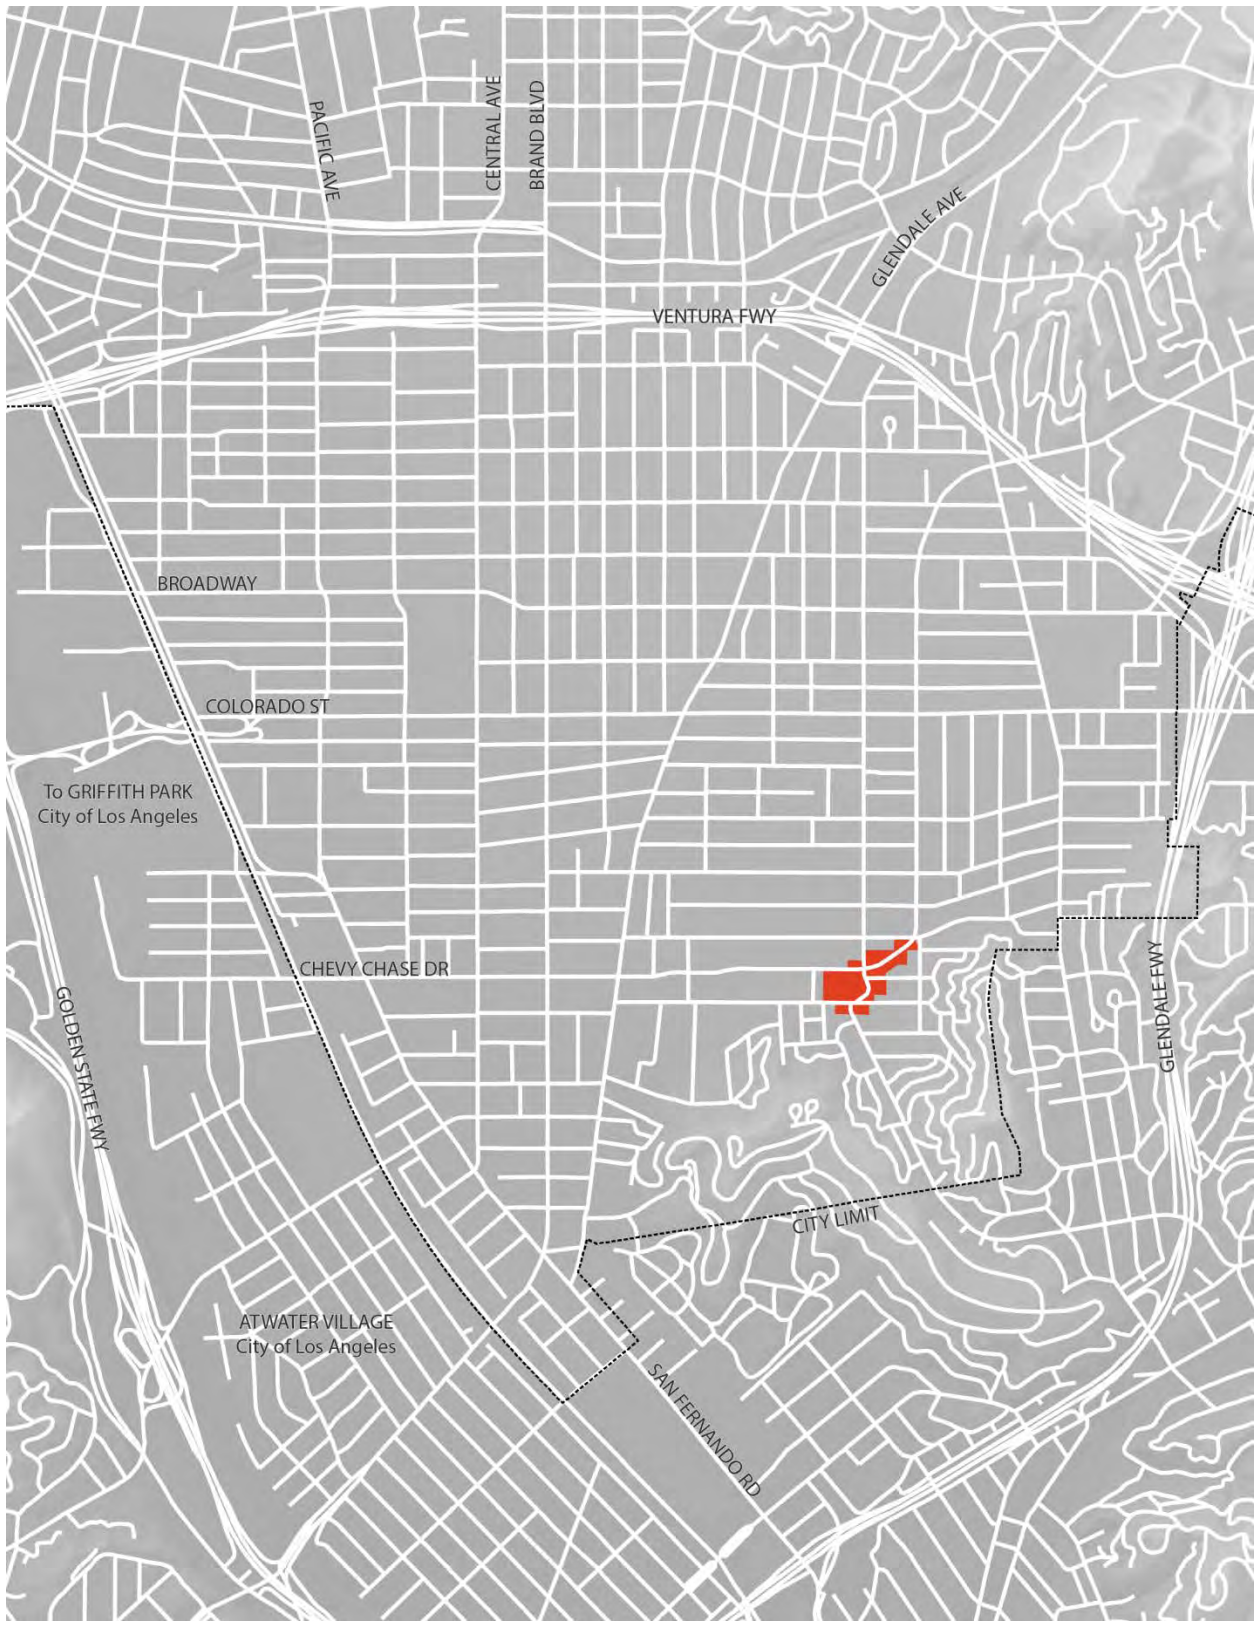 PACIFIC AVE
CENTRAL AVE
BRAND BLVD
GLENDALE AVE
VENTURA FWY
BROADWAY
COLORADO ST
To GRIFFITH PARK
City of Los Angeles
CHEVY CHASE DR
GOLDEN STATE FWY
GLENDALE FWY
CITY LIMIT
ATWATER VILLAGE
City of Los Angeles
SAN FERNANDO RD